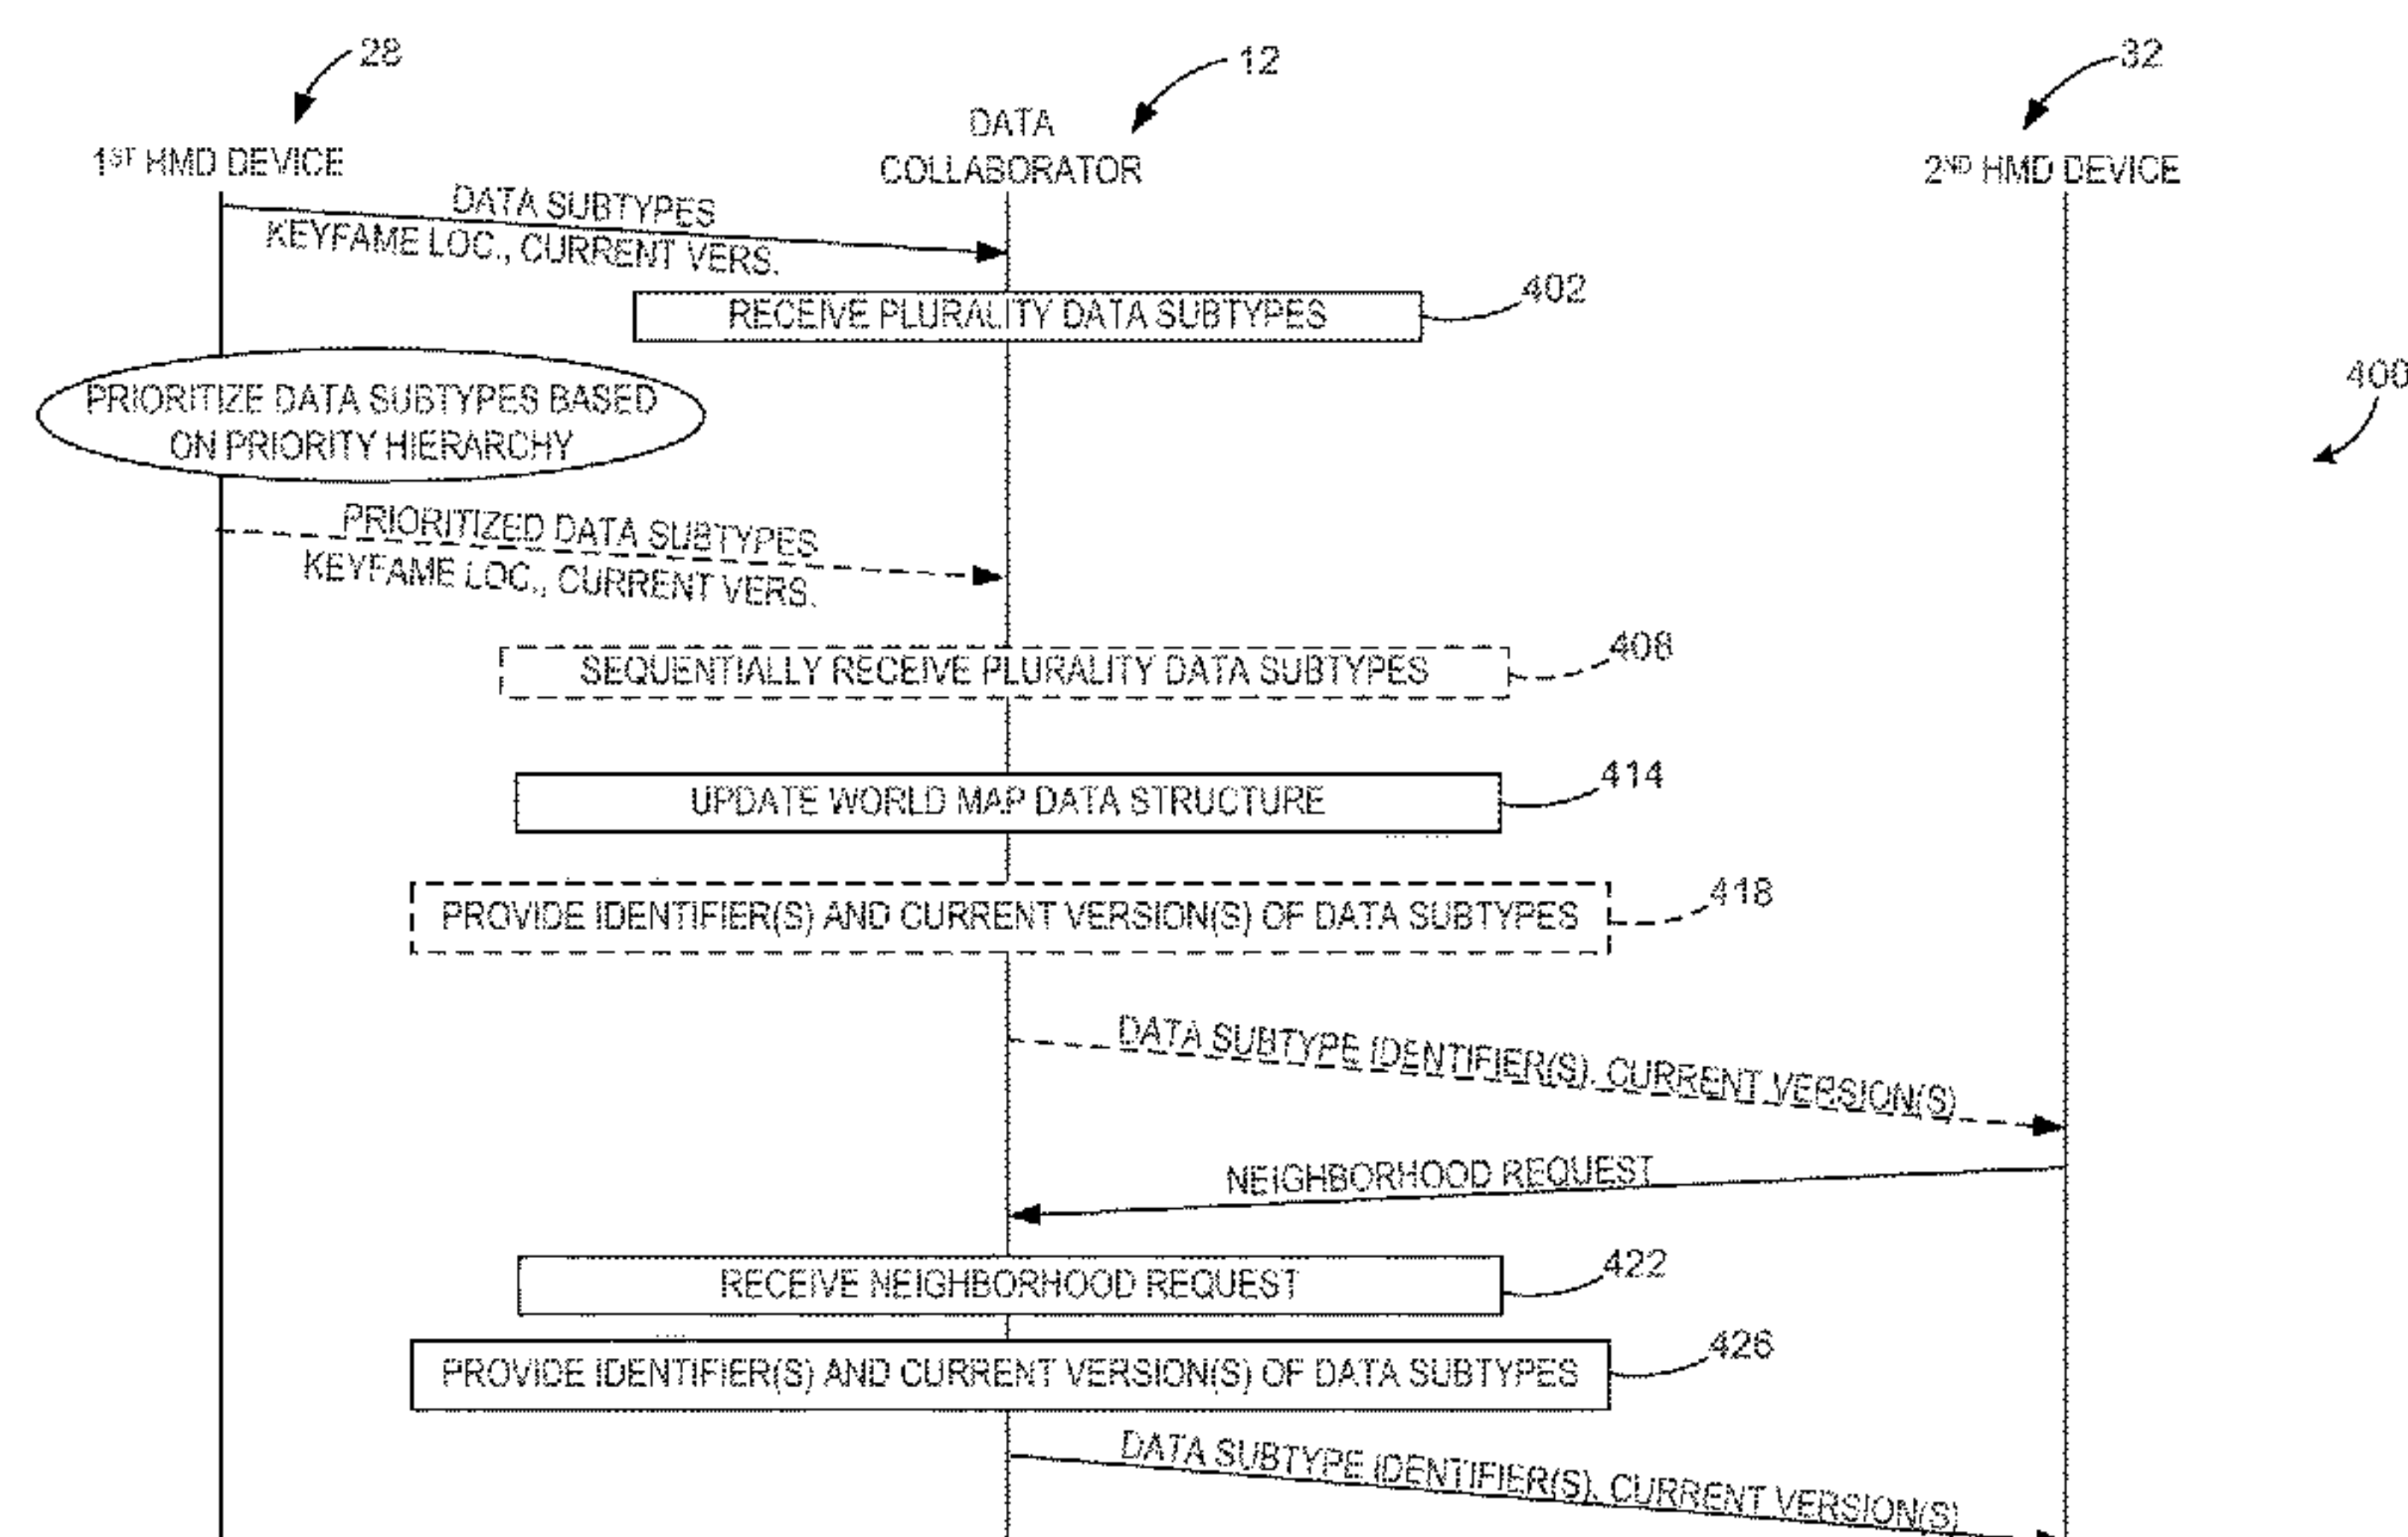 28
12
32
1ST HMD DEVICE
DATA
COLLABORATOR
2ND HMD DEVICE
DATA SUBTYPES
KEYFAME LOC., CURRENT VERS.
RECEIVE PLURALITY DATA SUBTYPES
402
400
PRIORITIZE DATA SUBTYPES BASED
ON PRIORITY HIERARCHY
PRIORITIZED DATA SUBTYPES
KEYFAME LOC., CURRENT VERS.
SEQUENTIALLY RECEIVE PLURALITY DATA SUBTYPES
408
UPDATE WORLD MAP DATA STRUCTURE
414
PROVIDE IDENTIFIER(S) AND CURRENT VERSION(S) OF DATA SUBTYPES
418
DATA SUBTYPE IDENTIFIER(S), CURRENT VERSION(S)
NEIGHBORHOOD REQUEST
RECEIVE NEIGHBORHOOD REQUEST
422
PROVIDE IDENTIFIER(S) AND CURRENT VERSION(S) OF DATA SUBTYPES
426
DATA SUBTYPE IDENTIFIER(S), CURRENT VERSION(S)